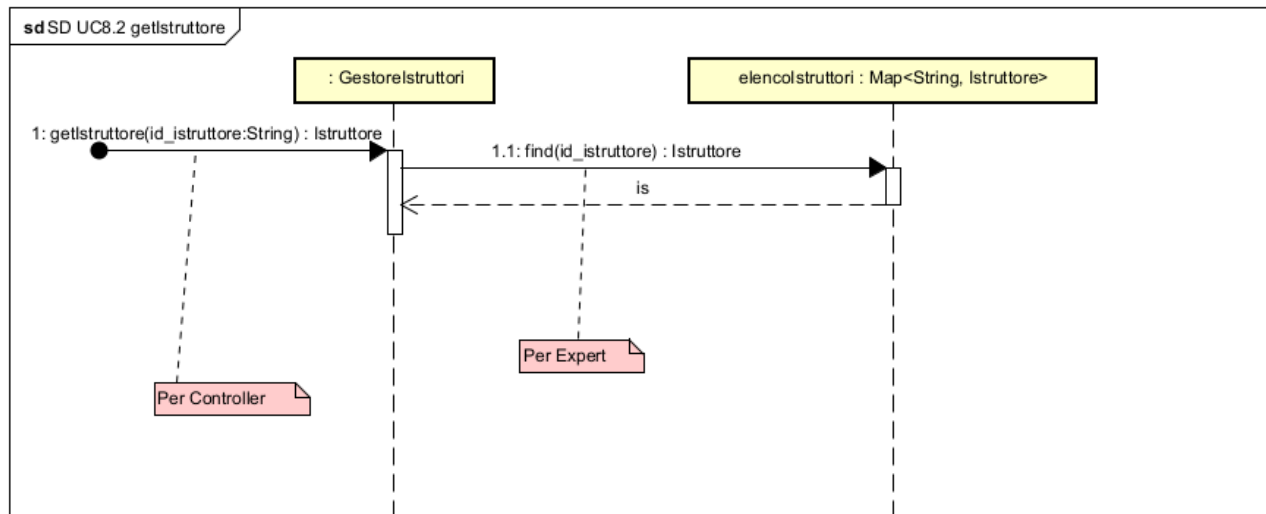 sd SD UC8.2 getIstruttore
: GestoreIstruttori
elencoIstruttori : Map<String, Istruttore>
1: getIstruttore(id_istruttore:String) : Istruttore
1.1: find(id_istruttore) : Istruttore
is
Per Expert
Per Controller